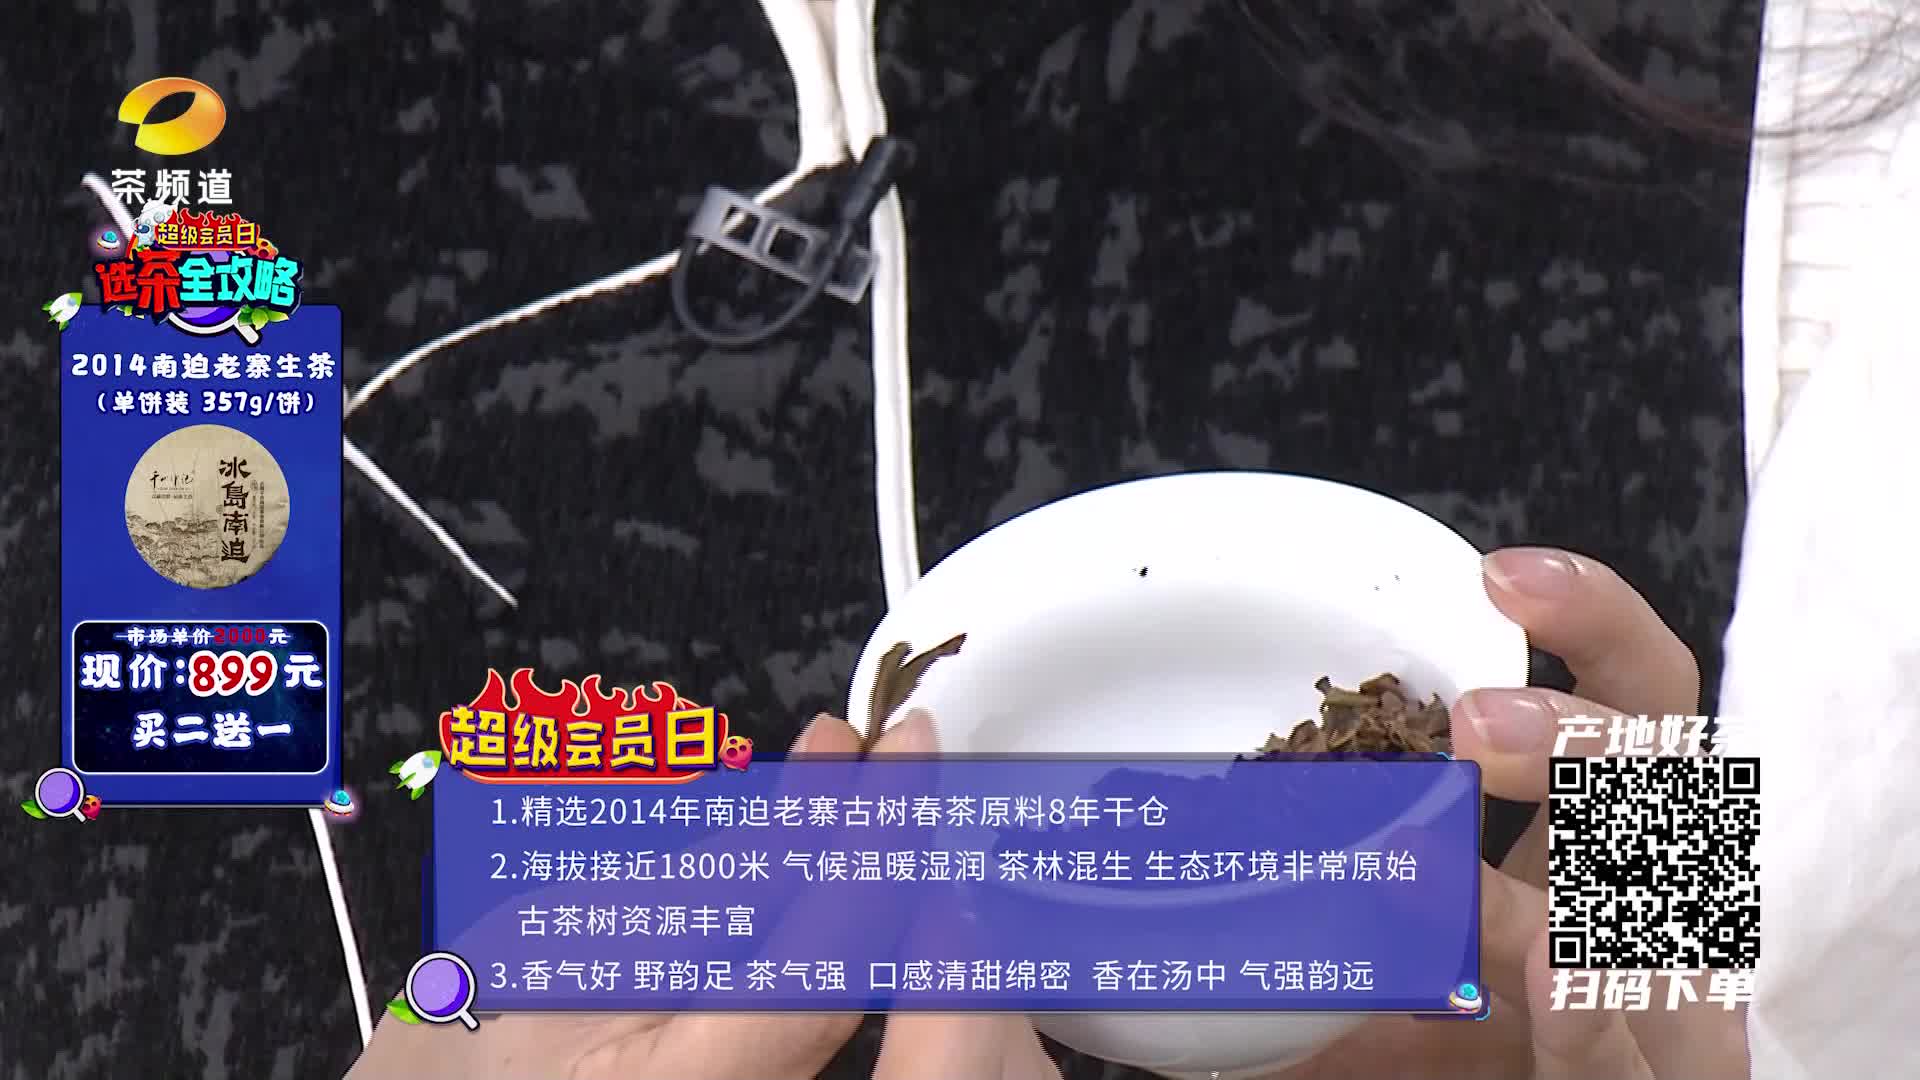 茶频道
超级会员日
选茶全攻略
2014南迫老寨生茶
（单饼装 357g/饼）
冰岛南迫
市场单价2000元
现价：899元
买二送一
超级会员日
1.精选2014年南迫老寨古树春茶原料8年干仓
2.海拔接近1800米 气候温暖湿润 茶林混生 生态环境非常原始
古茶树资源丰富
3.香气好 野韵足 茶气强 口感清甜绵密 香在汤中 气强韵远
产地好茶
扫码下单